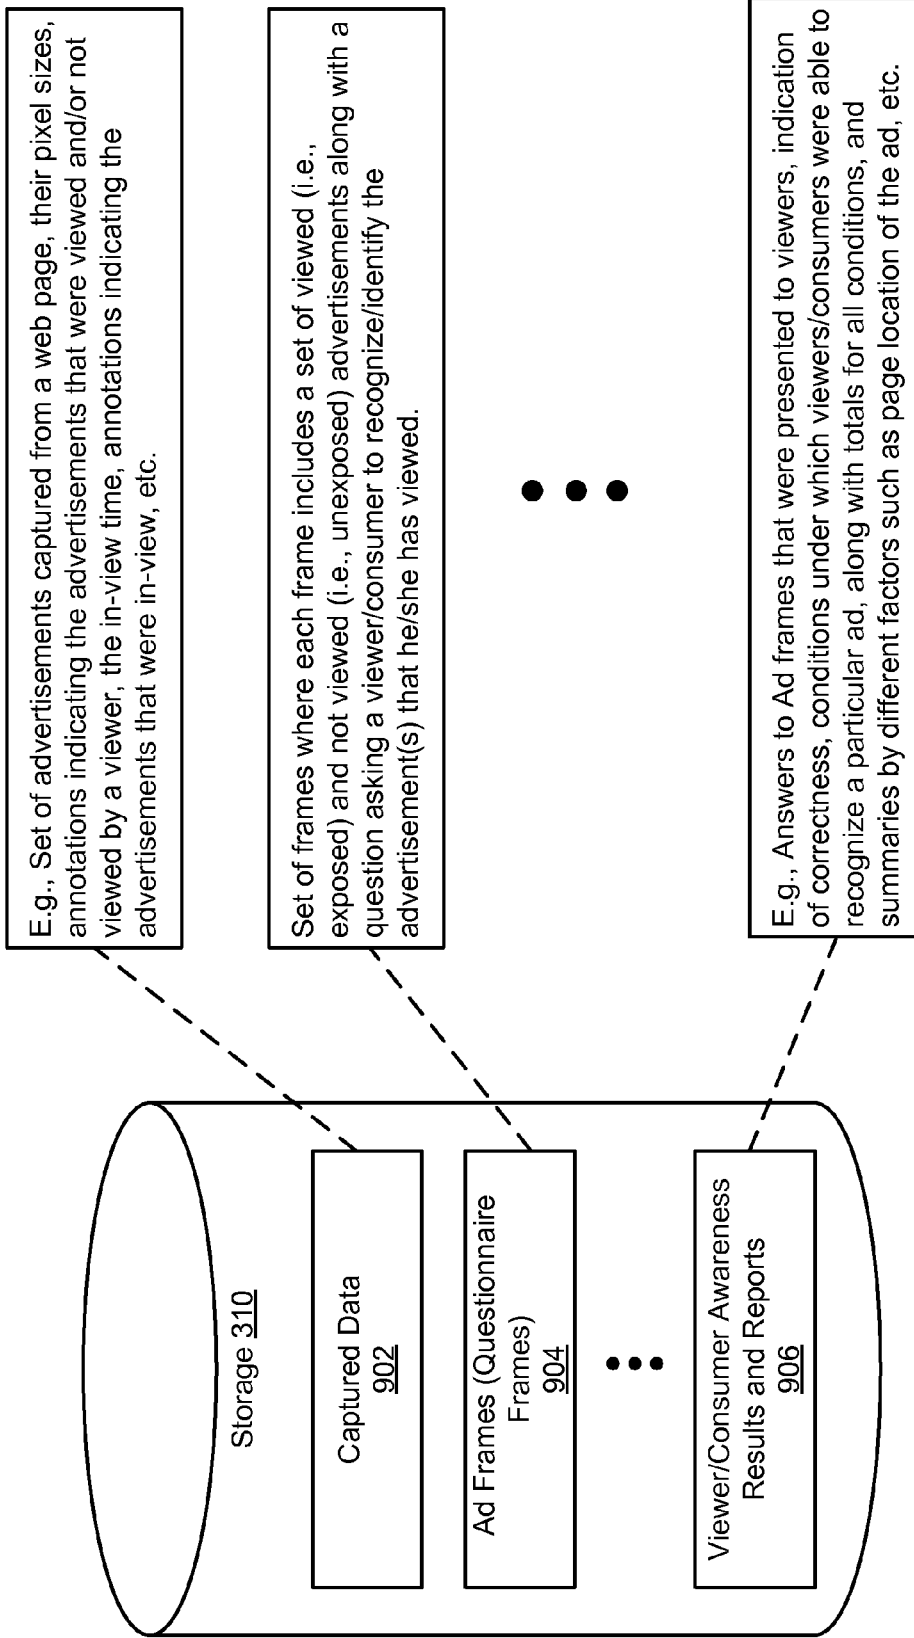 Storage 310
Captured Data
902
Ad Frames (Questionnaire
Frames)
904
Viewer/Consumer Awareness
Results and Reports
906
E.g., Set of advertisements captured from a web page, their pixel sizes,
annotations indicating the advertisements that were viewed and/or not
viewed by a viewer, the in-view time, annotations indicating the
advertisements that were in-view, etc.
Set of frames where each frame includes a set of viewed (i.e.,
exposed) and not viewed (i.e., unexposed) advertisements along with a
question asking a viewer/consumer to recognize/identify the
advertisement(s) that he/she has viewed.
E.g., Answers to Ad frames that were presented to viewers, indication
of correctness, conditions under which viewers/consumers were able to
recognize a particular ad, along with totals for all conditions, and
summaries by different factors such as page location of the ad, etc.